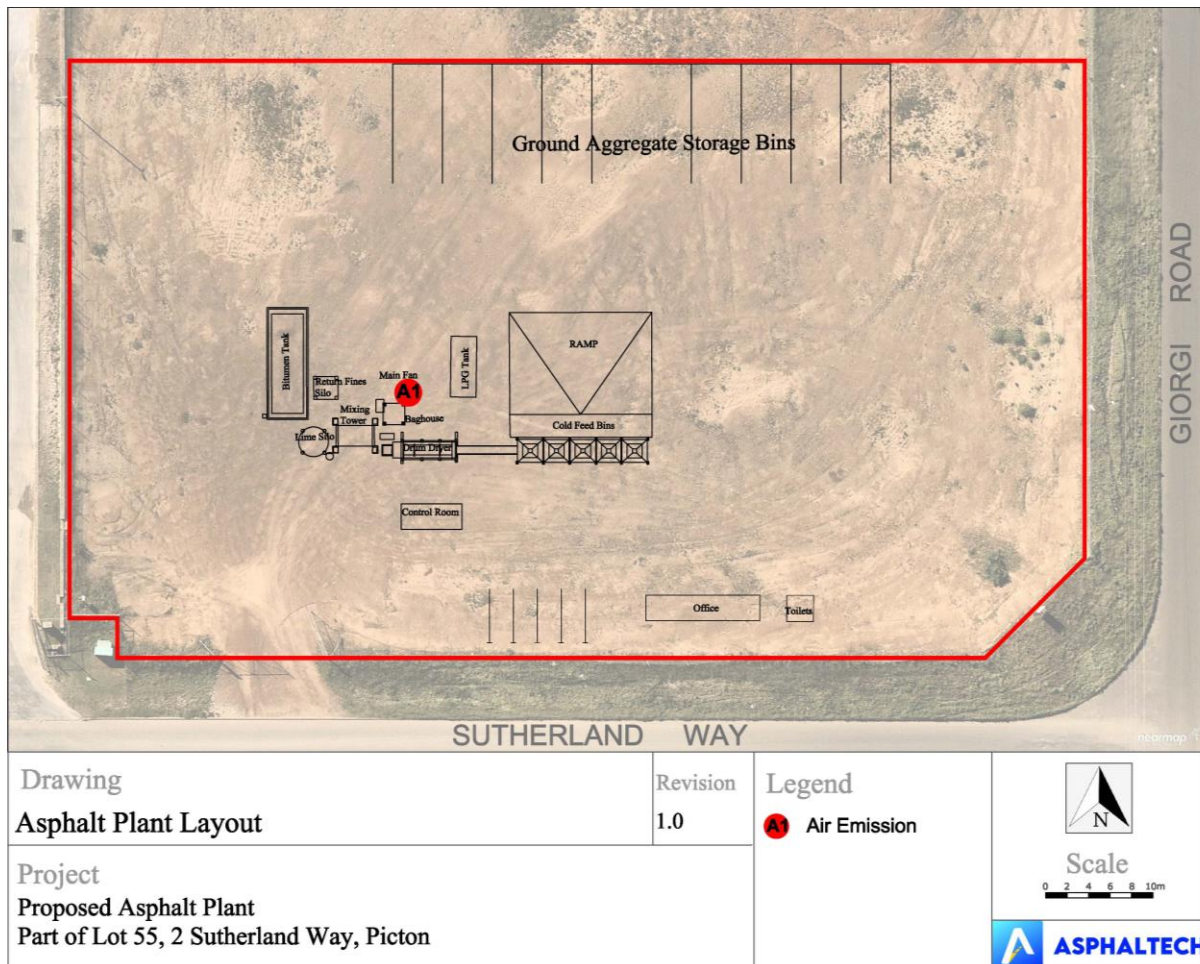 Ground Aggregate Storage Bins
GIORGI ROAD
Bitumen Tank
Return Fines
Silo
Main Fan
A1
LPG Tank
RAMP
Mixing
Tower
Baghouse
Cold Feed Bins
Lime Silo
Drum Dryer
Control Room
Office
Toilets
SUTHERLAND WAY
nearmap
Drawing
Asphalt Plant Layout
Revision
1.0
Legend
A1 Air Emission
N
Scale
0 2 4 6 8 10m
Project
Proposed Asphalt Plant
Part of Lot 55, 2 Sutherland Way, Picton
ASPHALTECH